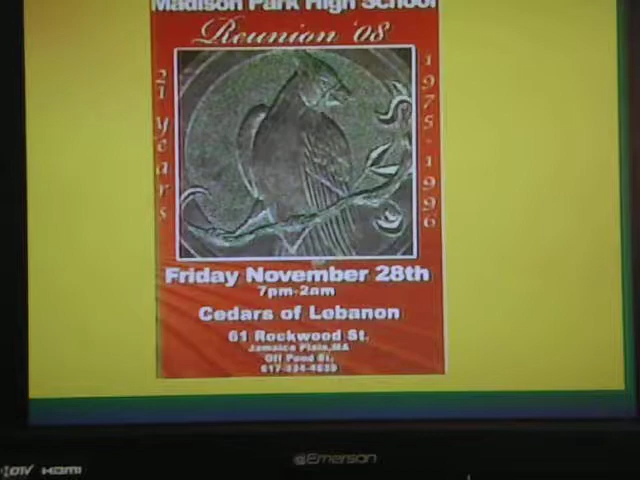 Madison Park High School
Reunion '08
21 Years
1975-1996
Friday November 28th
7pm-2am
Cedars of Lebanon
61 Rockwood St.
Jamaica Plain, MA
Off Pond St.
Emerson
HDMI